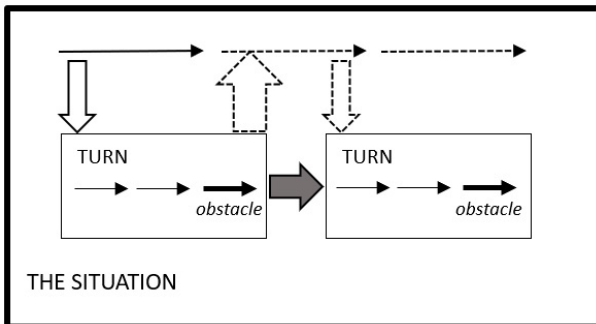 TURN
obstacle
TURN
obstacle
THE SITUATION